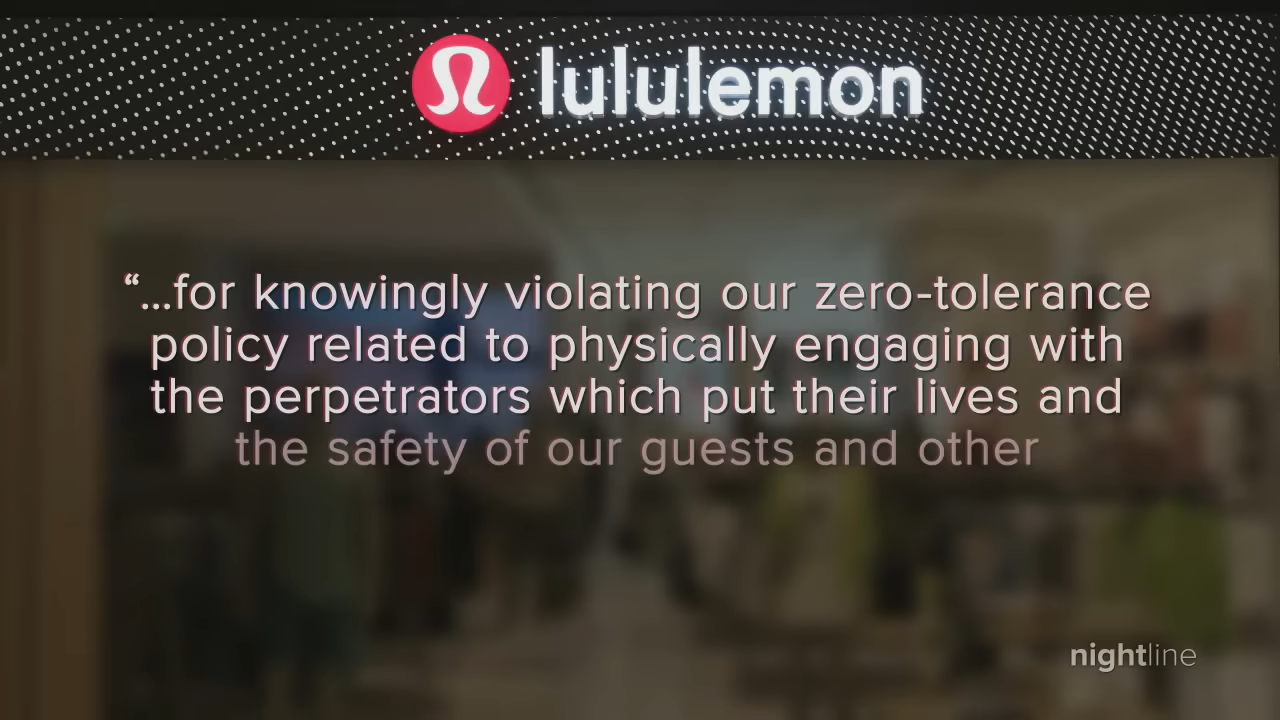 lululemon
“...for knowingly violating our zero-tolerance
policy related to physically engaging with
the perpetrators which put their lives and
the safety of our guests and other
nightline